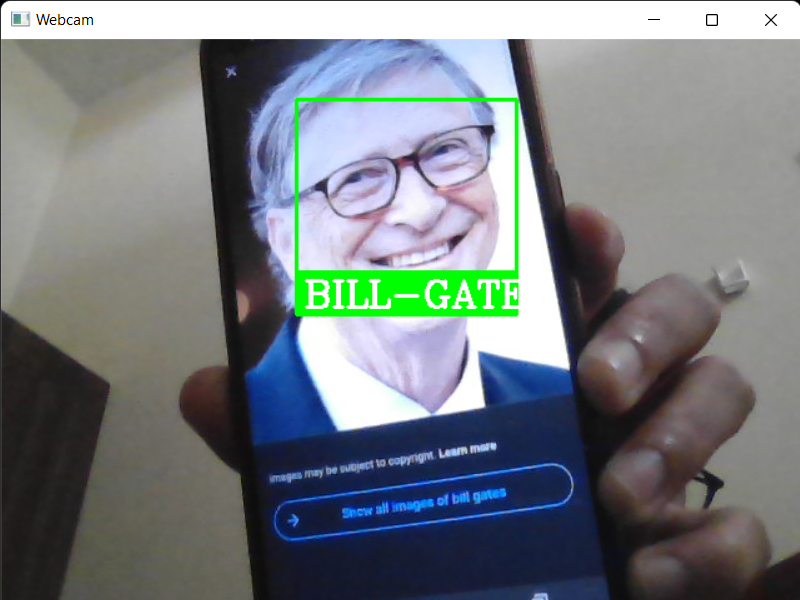 Webcam
BILL-GATE
Images may be subject to copyright. Learn more
Show all images of bill gates